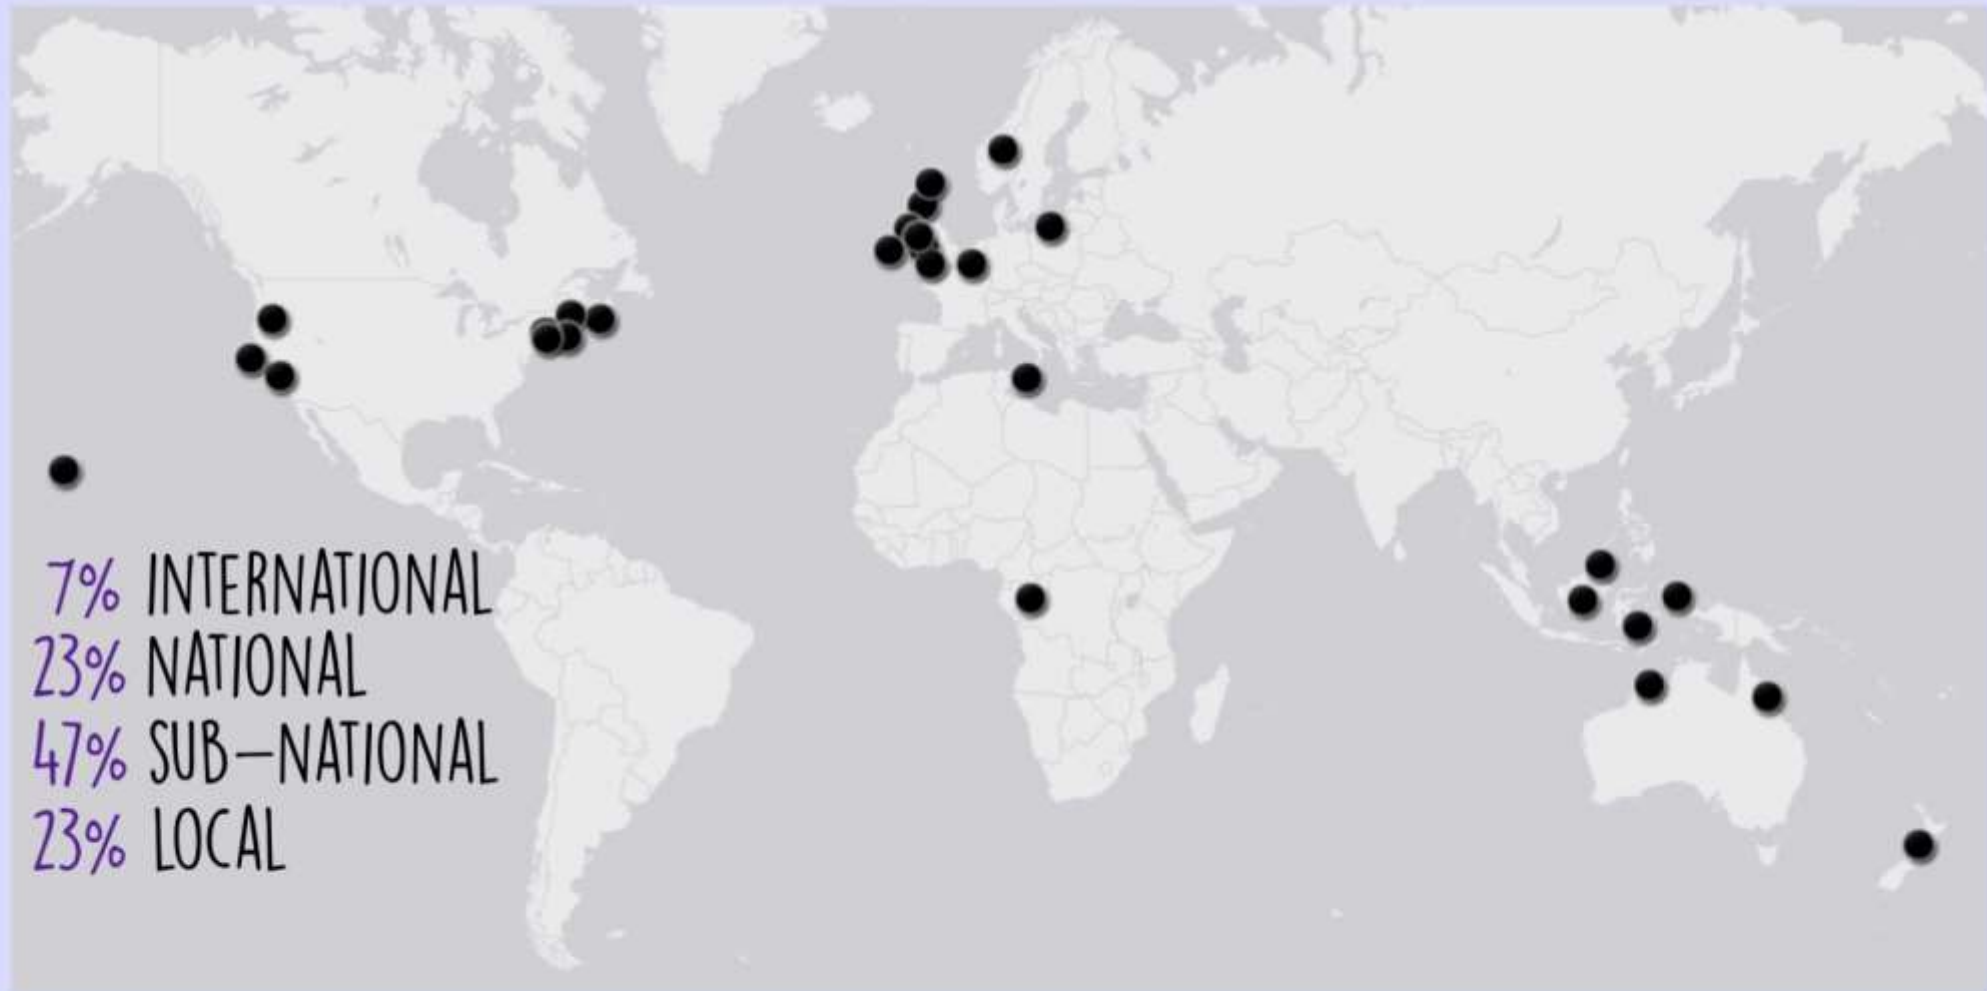 7% INTERNATIONAL
23% NATIONAL
47% SUB-NATIONAL
23% LOCAL